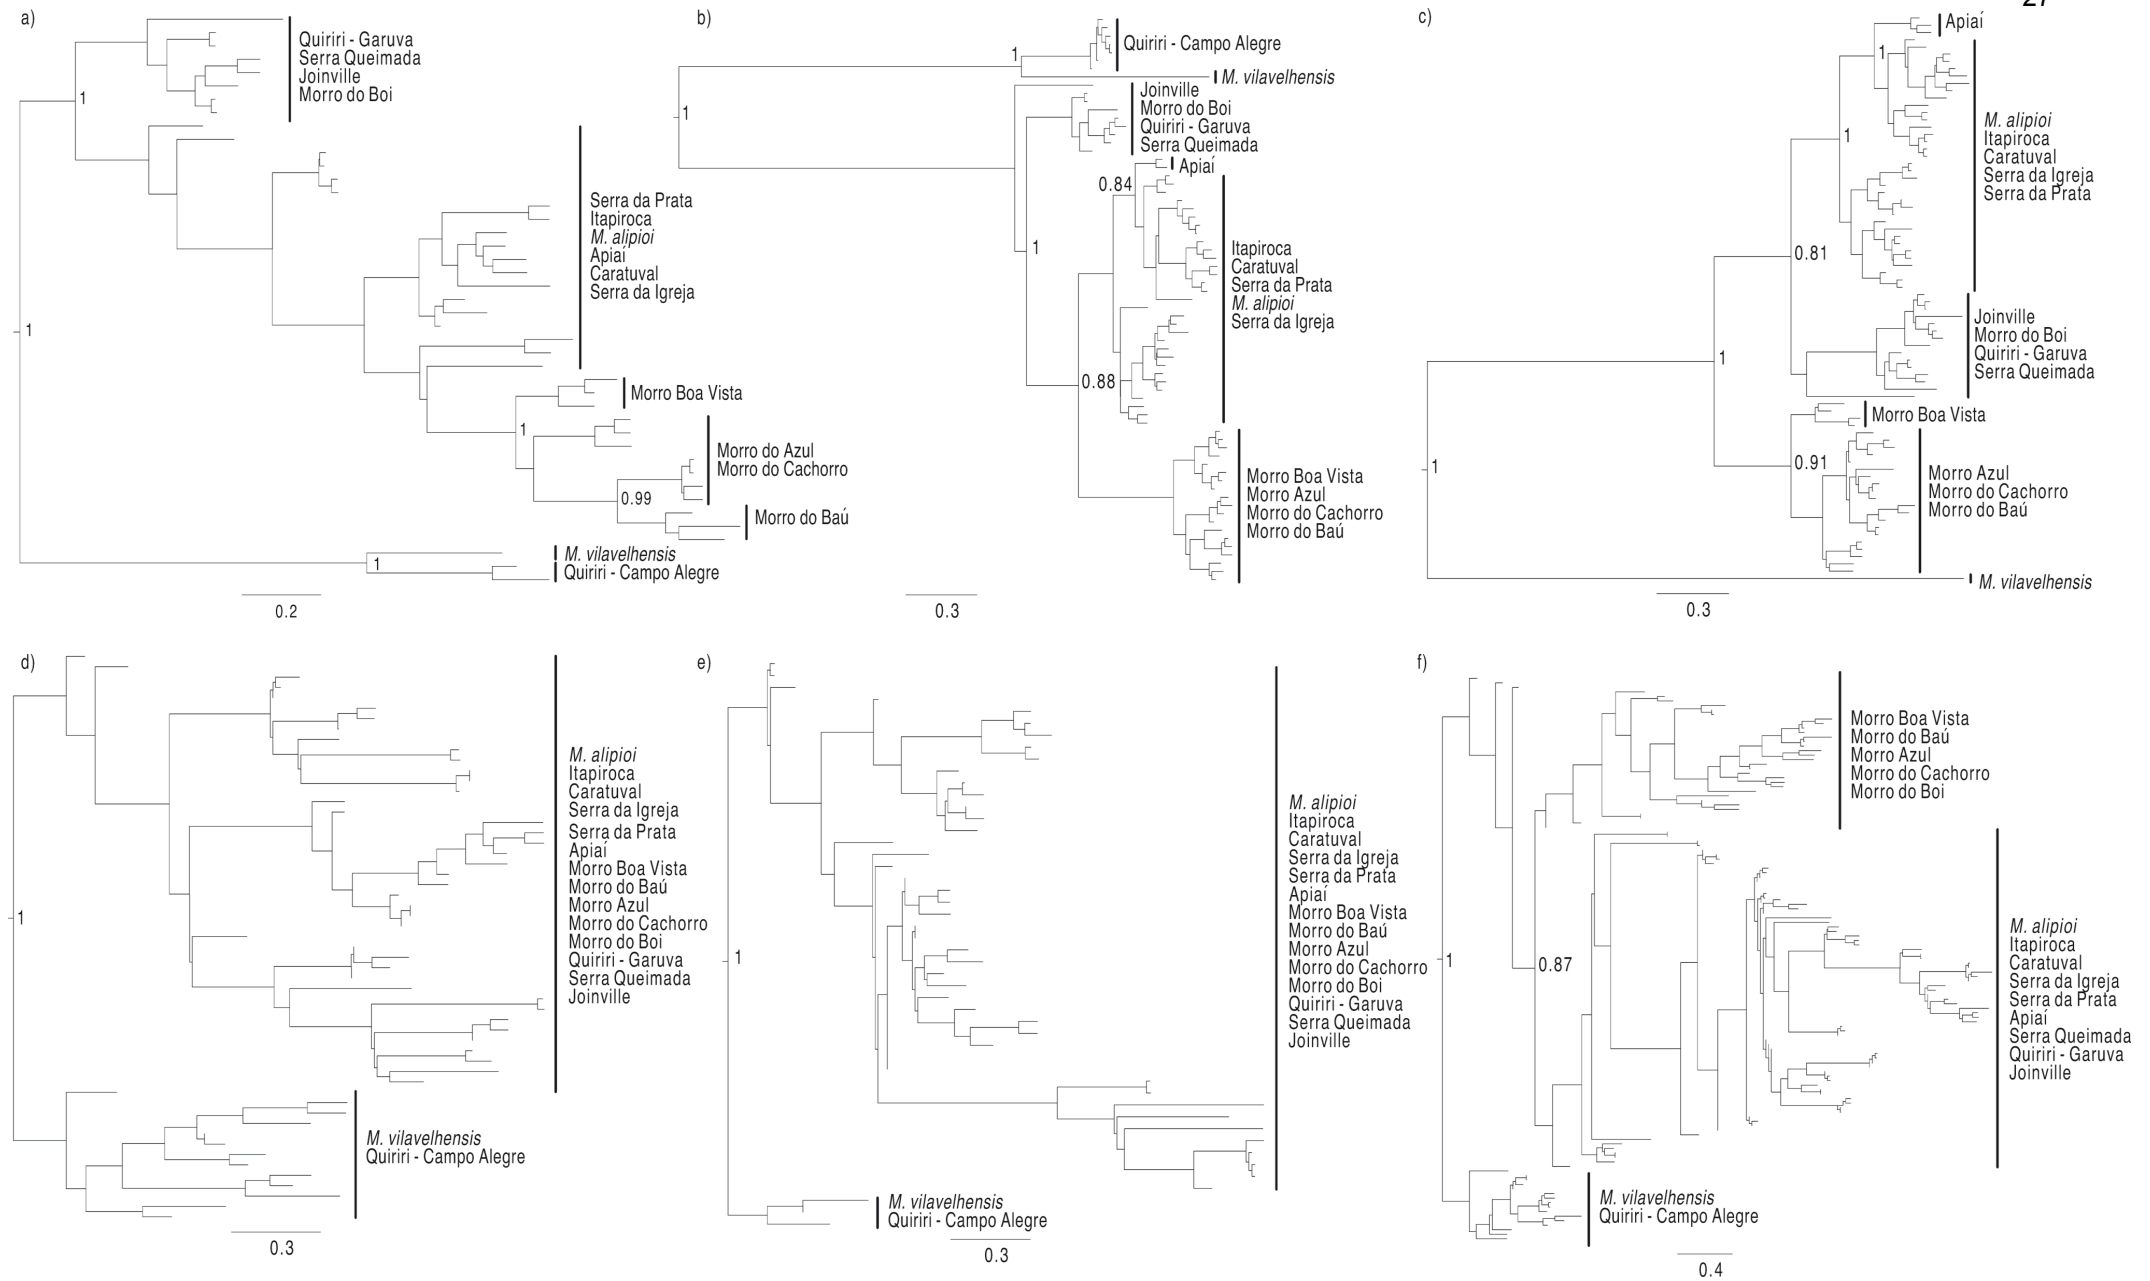 a)
Quiriri - Garuva
Serra Queimada
Joinville
Morro do Boi
1
1
Serra da Prata
Itapiroca
M. alipioi
Apiaí
Caratuval
Serra da Igreja
Morro Boa Vista
1
Morro do Azul
Morro do Cachorro
0.99
Morro do Baú
M. vilavelhensis
1
Quiriri - Campo Alegre
0.2
b)
Quiriri - Campo Alegre
1
M. vilavelhensis
1
Joinville
Morro do Boi
Quiriri - Garuva
Serra Queimada
Apiaí
0.84
1
Itapiroca
Caratuval
Serra da Prata
M. alipioi
Serra da Igreja
0.88
Morro Boa Vista
Morro Azul
Morro do Cachorro
Morro do Baú
0.3
c)
Apiaí
1
M. alipioi
Itapiroca
Caratuval
Serra da Igreja
Serra da Prata
1
0.81
Joinville
Morro do Boi
Quiriri - Garuva
Serra Queimada
1
Morro Boa Vista
0.91
1
Morro Azul
Morro do Cachorro
Morro do Baú
M. vilavelhensis
0.3
d)
M. alipioi
Itapiroca
Caratuval
Serra da Igreja
Serra da Prata
Apiaí
Morro Boa Vista
Morro do Baú
Morro Azul
Morro do Cachorro
Morro do Boi
Quiriri - Garuva
Serra Queimada
Joinville
1
M. vilavelhensis
Quiriri - Campo Alegre
0.3
e)
M. alipioi
Itapiroca
Caratuval
Serra da Igreja
Serra da Prata
Apiaí
Morro Boa Vista
Morro do Baú
Morro Azul
Morro do Cachorro
Morro do Boi
Quiriri - Garuva
Serra Queimada
Joinville
1
M. vilavelhensis
Quiriri - Campo Alegre
0.3
f)
Morro Boa Vista
Morro do Baú
Morro Azul
Morro do Cachorro
Morro do Boi
1
0.87
M. alipioi
Itapiroca
Caratuval
Serra da Igreja
Serra da Prata
Apiaí
Serra Queimada
Quiriri - Garuva
Joinville
M. vilavelhensis
Quiriri - Campo Alegre
0.4